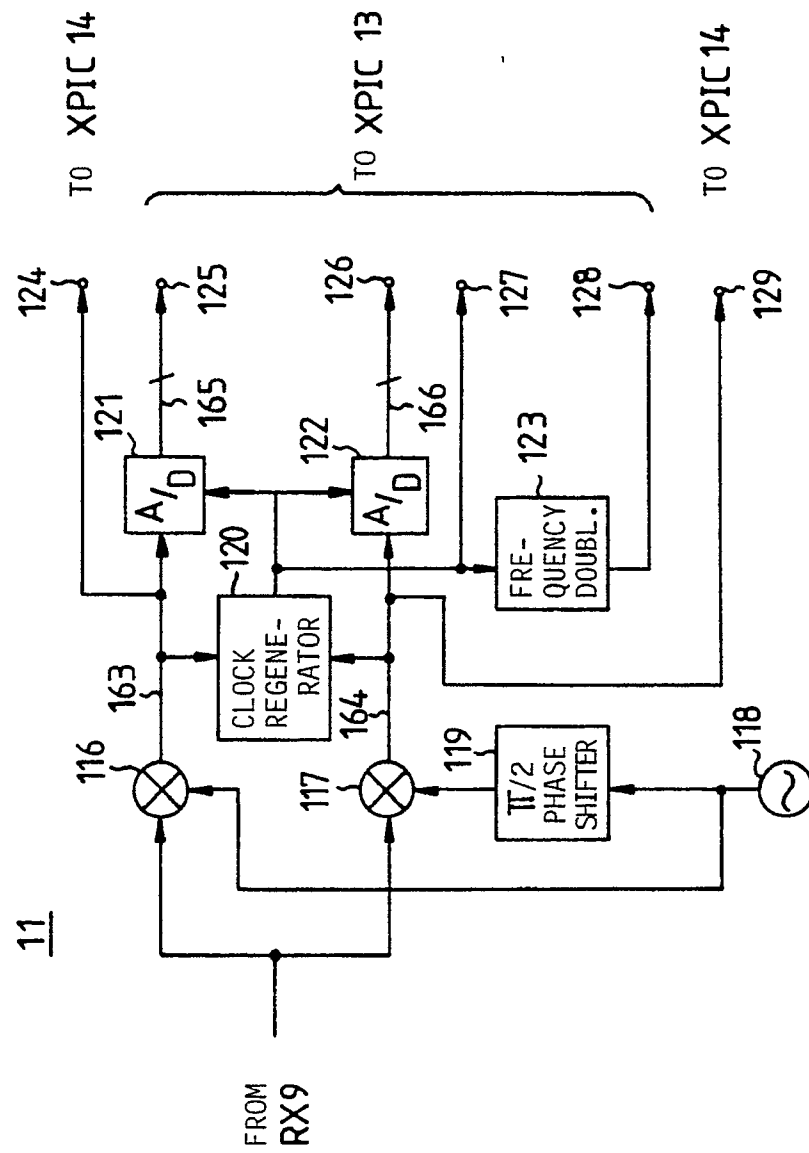 11
FROM
RX9
116
163
117
164
CLOCK
REGENE-
RATOR
120
121
A/D
165
122
A/D
166
π/2
PHASE
SHIFTER
119
118
FRE-
QUENCY
DOUBL.
123
124
125
126
127
128
129
TO XPIC 14
TO XPIC 13
TO XPIC 14